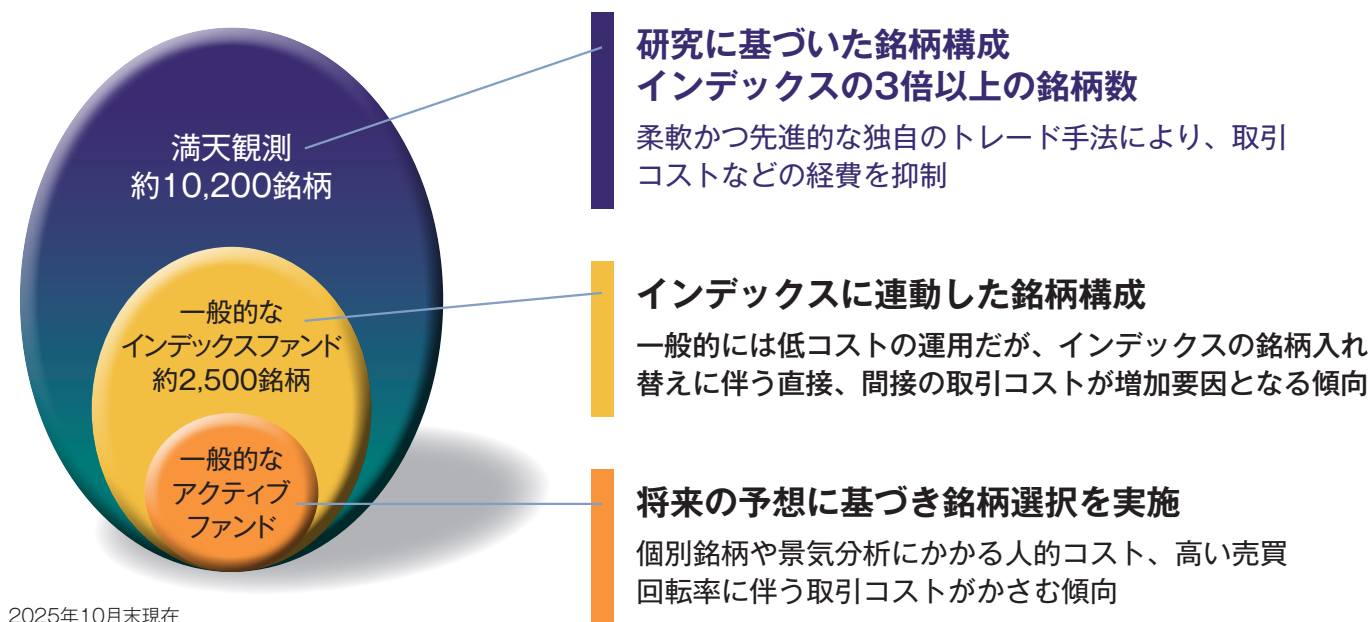 満天観測
約10,200銘柄
一般的な
インデックスファンド
約2,500銘柄
一般的な
アクティブ
ファンド
2025年10月末現在
研究に基づいた銘柄構成
インデックスの3倍以上の銘柄数
柔軟かつ先進的な独自のトレード手法により、取引
コストなどの経費を抑制
インデックスに連動した銘柄構成
一般的には低コストの運用だが、インデックスの銘柄入れ
替えに伴う直接、間接の取引コストが増加要因となる傾向
将来の予想に基づき銘柄選択を実施
個別銘柄や景気分析にかかる人的コスト、高い売買
回転率に伴う取引コストがかさむ傾向